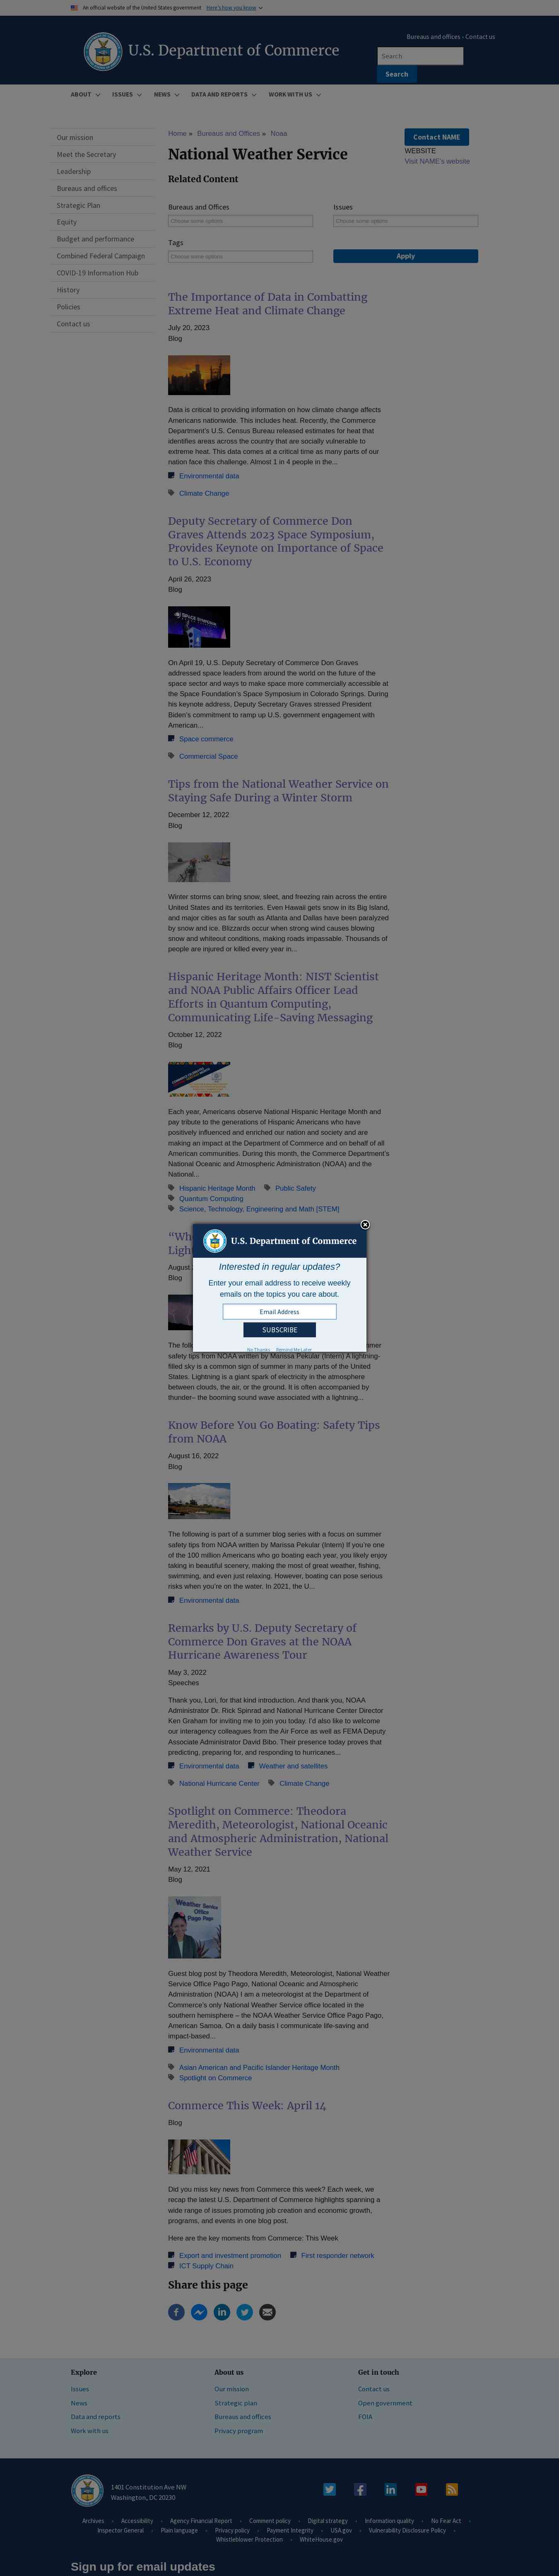 An official website of the United States government Here's how you know
U.S. Department of Commerce
Bureaus and offices • Contact us
Search
Search
ABOUT ISSUES NEWS DATA AND REPORTS WORK WITH US
Our mission
Meet the Secretary
Leadership
Bureaus and offices
Strategic Plan
Equity
Budget and performance
Combined Federal Campaign
COVID-19 Information Hub
History
Policies
Contact us
Home » Bureaus and Offices » Noaa
National Weather Service
Contact NAME
WEBSITE
Visit NAME's website
Related Content
Bureaus and Offices
Choose some options
Issues
Choose some options
Tags
Choose some options
Apply
The Importance of Data in Combatting
Extreme Heat and Climate Change
July 20, 2023
Blog
Data is critical to providing information on how climate change affects
Americans nationwide. This includes heat. Recently, the Commerce
Department's U.S. Census Bureau released estimates for heat that
identifies areas across the country that are socially vulnerable to
extreme heat. This data comes at a critical time as many parts of our
nation face this challenge. Almost 1 in 4 people in the...
Environmental data
Climate Change
Deputy Secretary of Commerce Don
Graves Attended 2023 Space Symposium,
Provides Keynote on Importance of Space
to U.S. Economy
April 26, 2023
Blog
On April 19, U.S. Deputy Secretary of Commerce Don Graves
addressed space leaders from around the world on the future of the
space sector and ways to make space more commercially accessible at
the Space Foundation's Space Symposium in Colorado Springs. During
his keynote address, Deputy Secretary Graves stressed President
Biden's commitment to ramp up U.S. government engagement with
American...
Space commerce
Commercial Space
Tips from the National Weather Service on
Staying Safe During a Winter Storm
December 12, 2022
Blog
Winter storms can bring snow, sleet, and freezing rain across the entire
United States and its territories. Even Hawaii gets snow in its Big Island,
and major cities as far south as Atlanta and Dallas have been paralyzed
by snow and ice. Blizzards occur when strong wind causes blowing
snow and whiteout conditions, making roads impassable. Thousands of
people are injured or killed every year in...
Hispanic Heritage Month: NIST Scientist
and NOAA Public Affairs Officer Lead
Efforts in Quantum Computing,
Communicating Life-Saving Messaging
October 12, 2022
Blog
Each year, Americans observe National Hispanic Heritage Month and
pay tribute to the generations of Hispanic Americans who have
positively influenced and enriched our nation and society and are
making an impact at the Department of Commerce and on behalf of all
American communities. During this month, the Commerce Department's
National Oceanic and Atmospheric Administration (NOAA) and the
National...
Hispanic Heritage Month Public Safety
Quantum Computing
Science, Technology, Engineering and Math [STEM]
U.S. Department of Commerce
Interested in regular updates?
Enter your email address to receive weekly
emails on the topics you care about.
Email Address
SUBSCRIBE
No Thanks Remind Me Later
Blog
safety tips from NOAA written by Marissa Pekular (Intern) A lightning-
filled sky is a common sign of summertime in many parts of the United
States. Lightning is a giant spark of electricity in the atmosphere
between clouds, the air, or the ground. It is often accompanied by
thunder– the booming sound wave associated with a lightning...
Know Before You Go Boating: Safety Tips
from NOAA
August 16, 2022
Blog
The following is part of a summer blog series with a focus on summer
safety tips from NOAA written by Marissa Pekular (Intern) If you're one
of the 100 million Americans who go boating each year, you likely enjoy
taking in beautiful scenery, making the most of great weather, fishing,
swimming, and even just relaxing. However, boating can pose serious
risks when you're on the water. In 2021, the U...
Environmental data
Remarks by U.S. Deputy Secretary of
Commerce Don Graves at the NOAA
Hurricane Awareness Tour
May 3, 2022
Speeches
Thank you, Lori, for that kind introduction. And thank you, NOAA
Administrator Dr. Rick Spinrad and National Hurricane Center Director
Ken Graham for inviting me to join you today. I'd also like to welcome
our interagency colleagues from the Air Force as well as FEMA Deputy
Associate Administrator David Bibo. Their presence today proves that
predicting, preparing for, and responding to hurricanes...
Environmental data Weather and satellites
National Hurricane Center Climate Change
Spotlight on Commerce: Theodora
Meredith, Meteorologist, National Oceanic
and Atmospheric Administration, National
Weather Service
May 12, 2021
Blog
Weather Service
Office
Pago Pago
Guest blog post by Theodora Meredith, Meteorologist, National Weather
Service Office Pago Pago, National Oceanic and Atmospheric
Administration (NOAA) I am a meteorologist at the Department of
Commerce's only National Weather Service office located in the
southern hemisphere – the NOAA Weather Service Office Pago Pago,
American Samoa. On a daily basis I communicate life-saving and
impact-based...
Environmental data
Asian American and Pacific Islander Heritage Month
Spotlight on Commerce
Commerce This Week: April 14
Blog
Did you miss key news from Commerce this week? Each week, we
recap the latest U.S. Department of Commerce highlights spanning a
wide range of issues promoting job creation and economic growth,
programs, and events in one blog post.
Here are the key moments from Commerce: This Week
Export and investment promotion First responder network
ICT Supply Chain
Share this page
Explore
Issues
News
Data and reports
Work with us
About us
Our mission
Strategic plan
Bureaus and offices
Privacy program
Get in touch
Contact us
Open government
FOIA
1401 Constitution Ave NW
Washington, DC 20230
Archives • Accessibility • Agency Financial Report • Comment policy • Digital strategy • Information quality • No Fear Act •
Inspector General • Plain language • Privacy policy • Payment Integrity • USA.gov • Vulnerability Disclosure Policy •
Whistleblower Protection • WhiteHouse.gov
Sign up for email updates